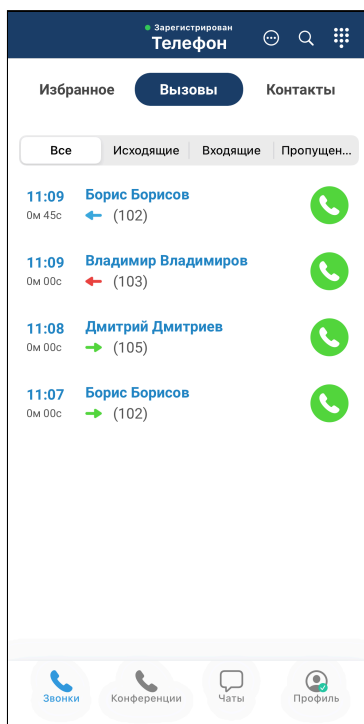 Зарегистрирован
Телефон
Избранное Вызовы Контакты
Все Исходящие Входящие Пропущен...
11:09 Борис Борисов
0м 45с (102)
11:09 Владимир Владимиров
0м 00с (103)
11:08 Дмитрий Дмитриев
0м 00с (105)
11:07 Борис Борисов
0м 00с (102)
Звонки Конференции Чаты Профиль